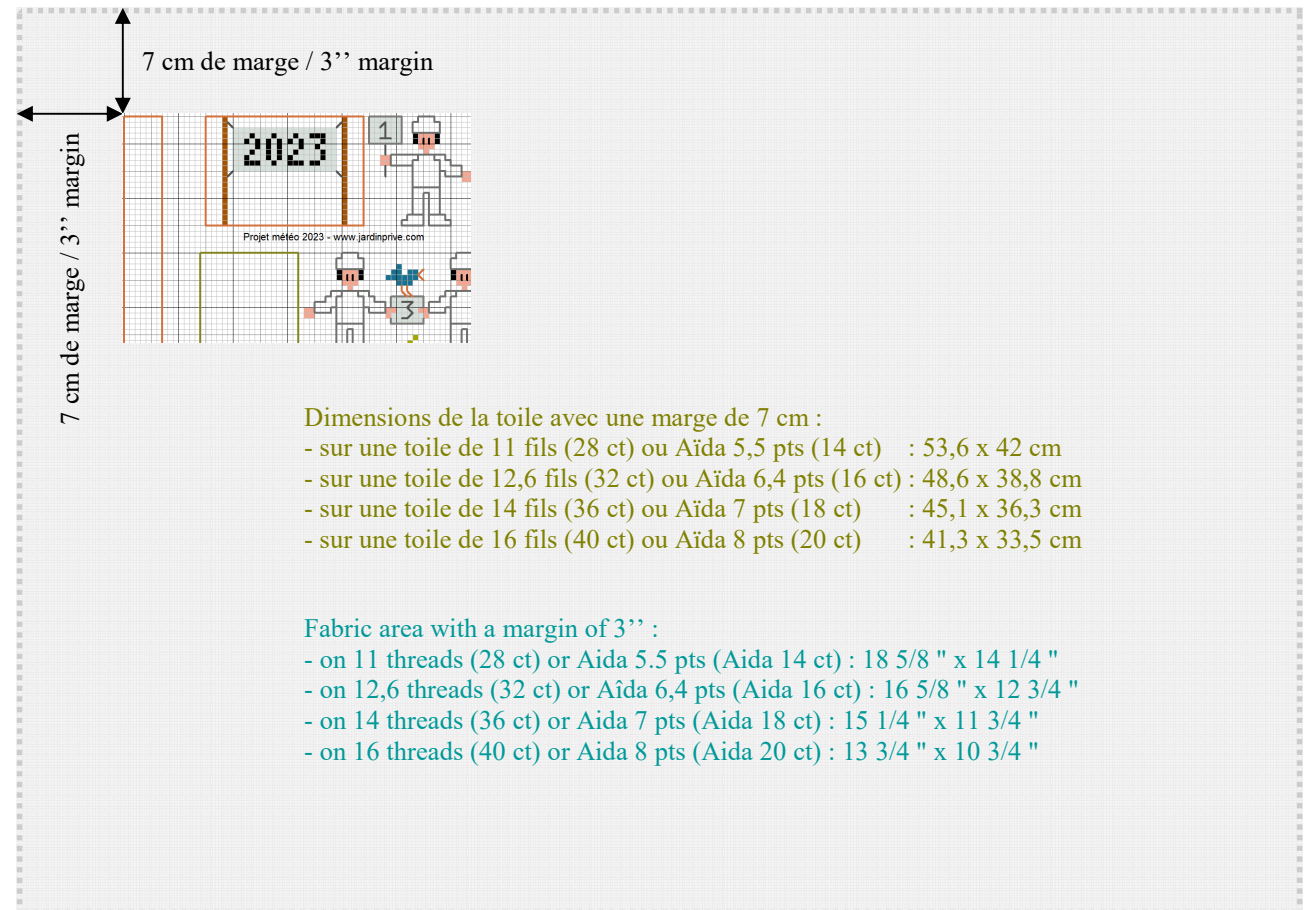 7 cm de marge / 3’’ margin
7 cm de marge / 3’’ margin
2023
1
Projet météo 2023 - www.jardinprive.com
3
Dimensions de la toile avec une marge de 7 cm :
- sur une toile de 11 fils (28 ct) ou Aïda 5,5 pts (14 ct) : 53,6 x 42 cm
- sur une toile de 12,6 fils (32 ct) ou Aïda 6,4 pts (16 ct) : 48,6 x 38,8 cm
- sur une toile de 14 fils (36 ct) ou Aïda 7 pts (18 ct) : 45,1 x 36,3 cm
- sur une toile de 16 fils (40 ct) ou Aïda 8 pts (20 ct) : 41,3 x 33,5 cm
Fabric area with a margin of 3’’ :
- on 11 threads (28 ct) or Aida 5.5 pts (Aida 14 ct) : 18 5/8 " x 14 1/4 "
- on 12,6 threads (32 ct) or Aîda 6,4 pts (Aida 16 ct) : 16 5/8 " x 12 3/4 "
- on 14 threads (36 ct) or Aida 7 pts (Aida 18 ct) : 15 1/4 " x 11 3/4 "
- on 16 threads (40 ct) or Aida 8 pts (Aida 20 ct) : 13 3/4 " x 10 3/4 "